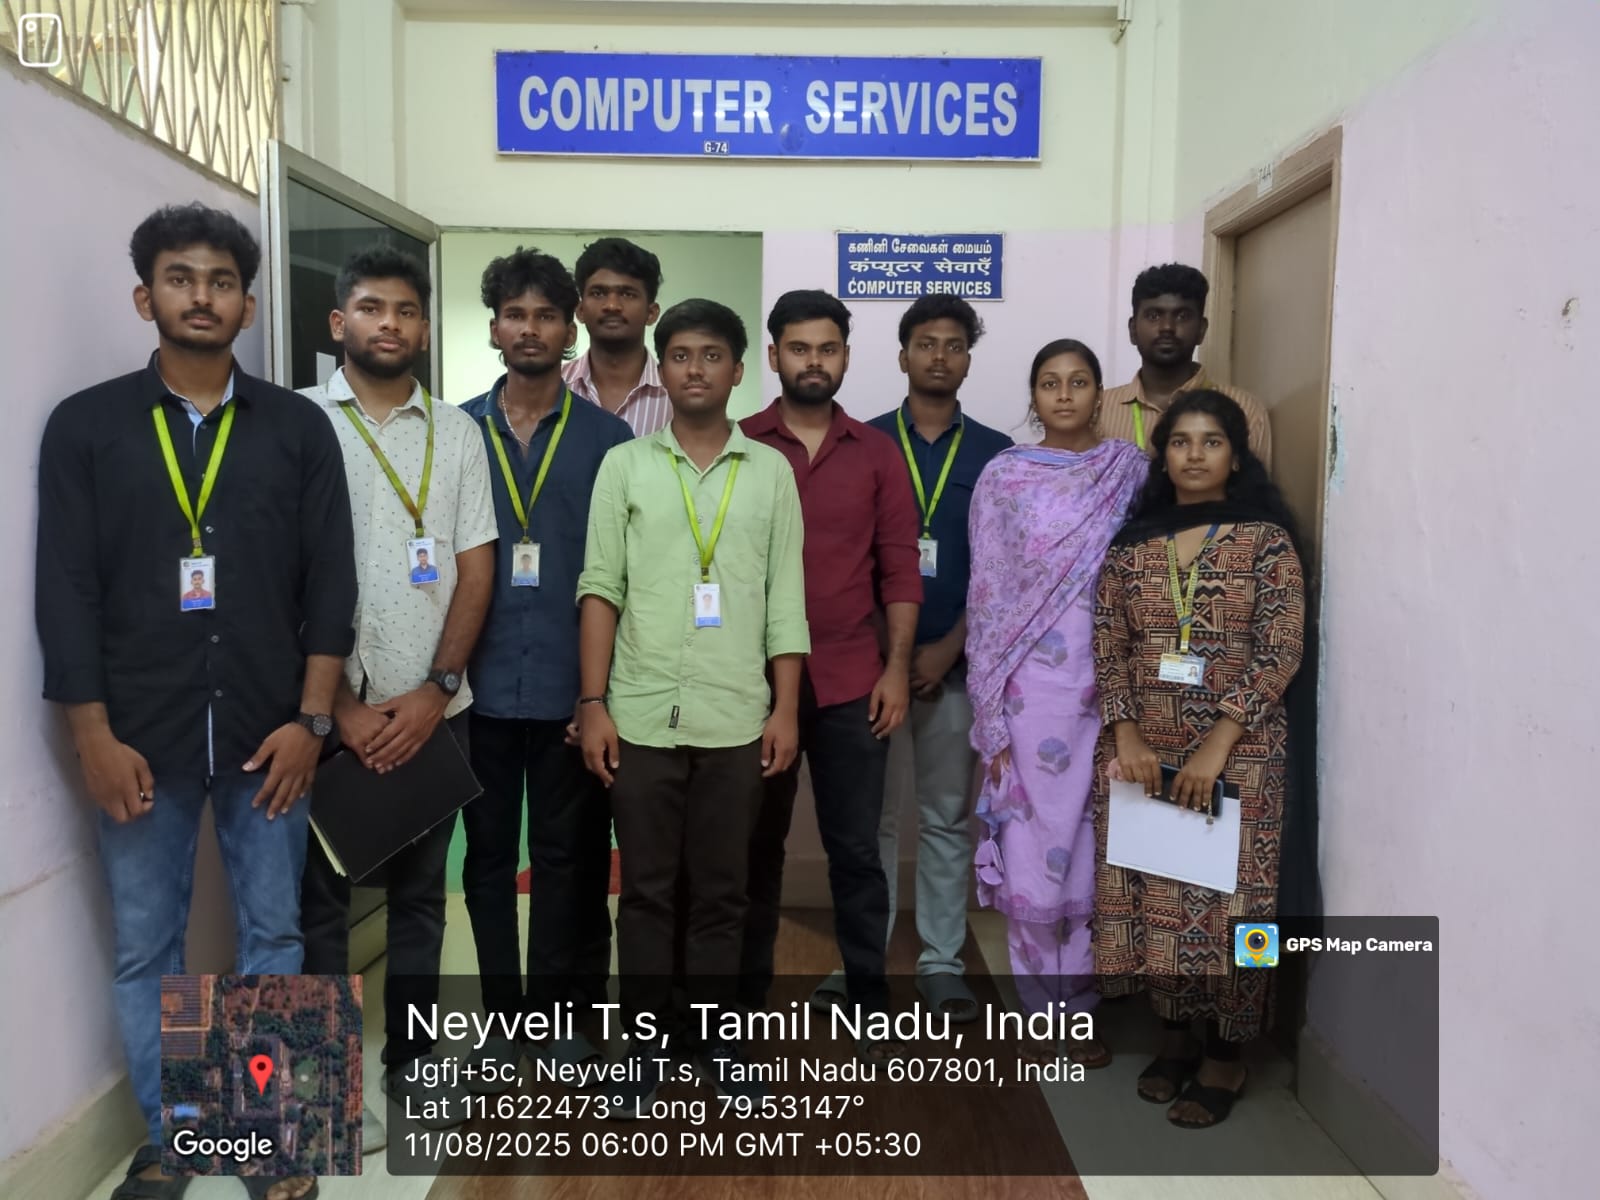 COMPUTER SERVICES
G-74
74A
கணினி சேவைகள் மையம்
कंप्यूटर सेवाएँ
COMPUTER SERVICES
GPS Map Camera
Neyveli T.s, Tamil Nadu, India
Jgfj+5c, Neyveli T.s, Tamil Nadu 607801, India
Lat 11.622473° Long 79.53147°
11/08/2025 06:00 PM GMT +05:30
Google